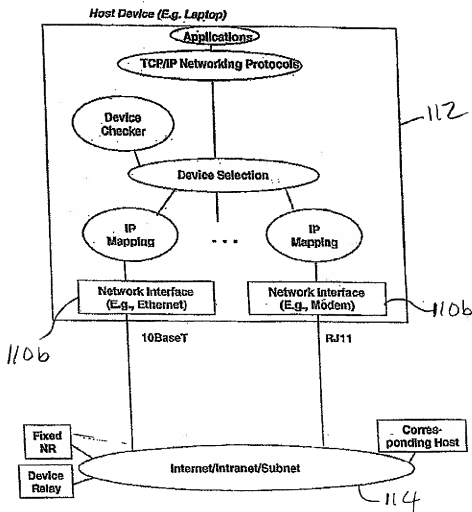 Host Device (E.g. Laptop)
Applications
TCP/IP Networking Protocols
112
Device
Checker
Device Selection
IP
Mapping
...
IP
Mapping
Network Interface
(E.g., Ethernet)
Network Interface
(E.g., Modem)
110b
110b
10BaseT
RJ11
Fixed
NR
Corres-
ponding Host
Internet/Intranet/Subnet
Device
Relay
114